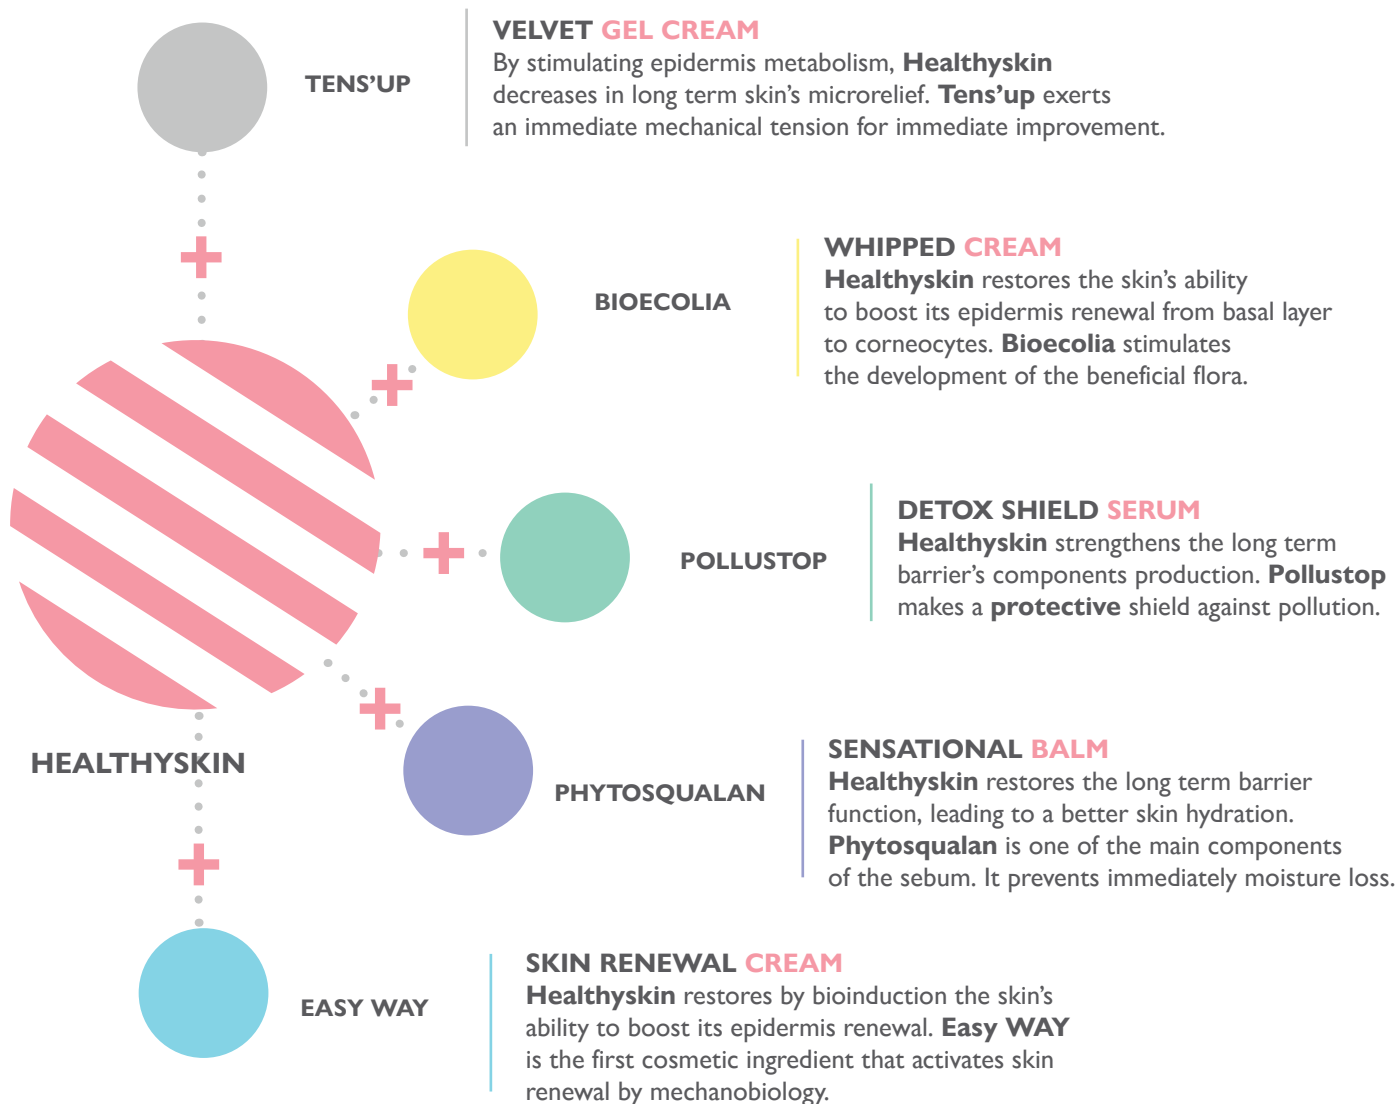 TENS’UP
VELVET GEL CREAM
By stimulating epidermis metabolism, Healthyskin
decreases in long term skin’s microrelief. Tens’up exerts
an immediate mechanical tension for immediate improvement.
BIOECOLIA
WHIPPED CREAM
Healthyskin restores the skin’s ability
to boost its epidermis renewal from basal layer
to corneocytes. Bioecolia stimulates
the development of the beneficial flora.
POLLUSTOP
DETOX SHIELD SERUM
Healthyskin strengthens the long term
barrier’s components production. Pollustop
makes a protective shield against pollution.
HEALTHYSKIN
PHYTOSQUALAN
SENSATIONAL BALM
Healthyskin restores the long term barrier
function, leading to a better skin hydration.
Phytosqualan is one of the main components
of the sebum. It prevents immediately moisture loss.
EASY WAY
SKIN RENEWAL CREAM
Healthyskin restores by bioinduction the skin’s
ability to boost its epidermis renewal. Easy WAY
is the first cosmetic ingredient that activates skin
renewal by mechanobiology.